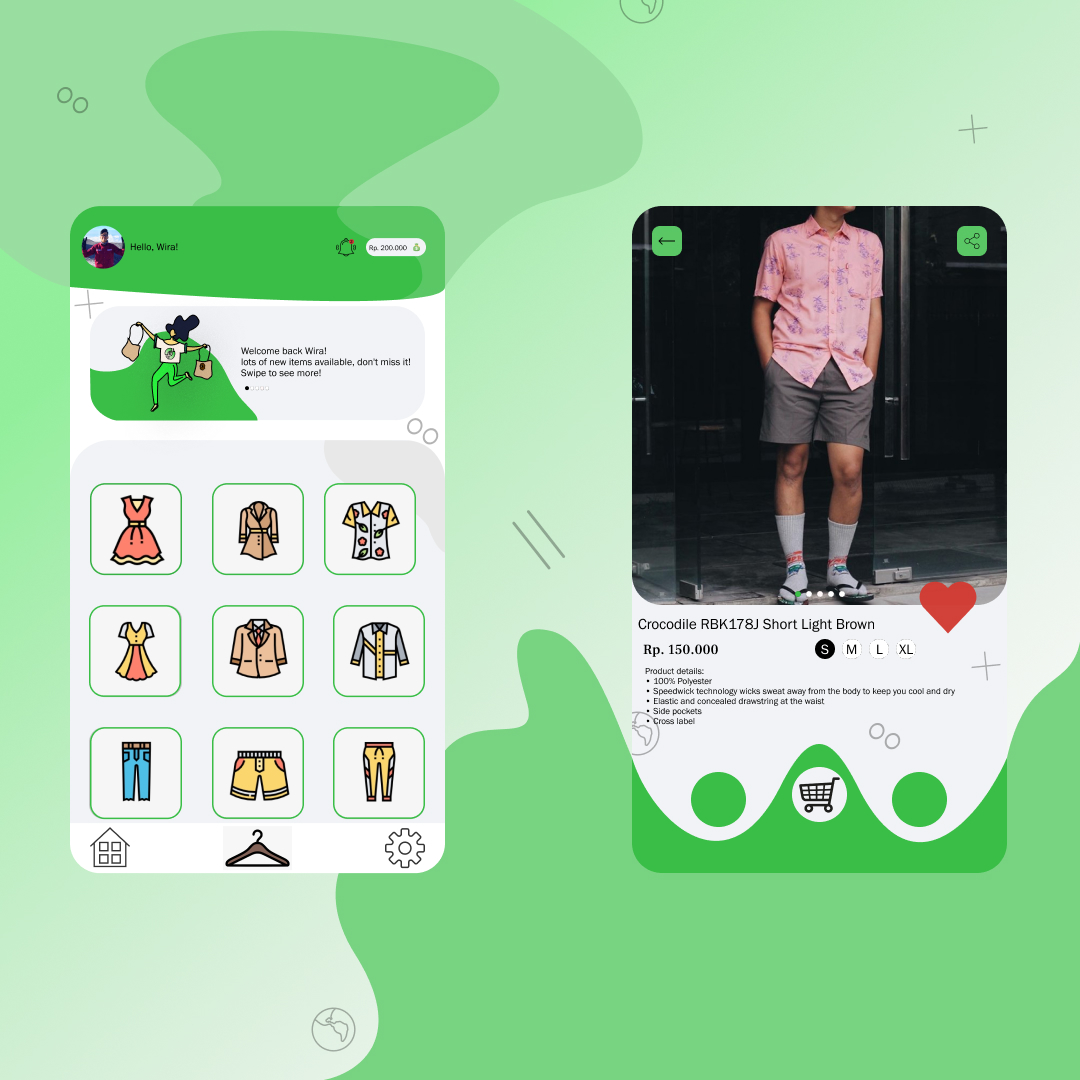 Hello, Wira!
Rp. 200.000
Welcome back Wira!
lots of new items available, don't miss it!
Swipe to see more!
Crocodile RBK178J Short Light Brown
Rp. 150.000
S M L XL
Product details:
• 100% Polyester
• Speedwick technology wicks sweat away from the body to keep you cool and dry
• Elastic and concealed drawstring at the waist
• Side pockets
• Cross label